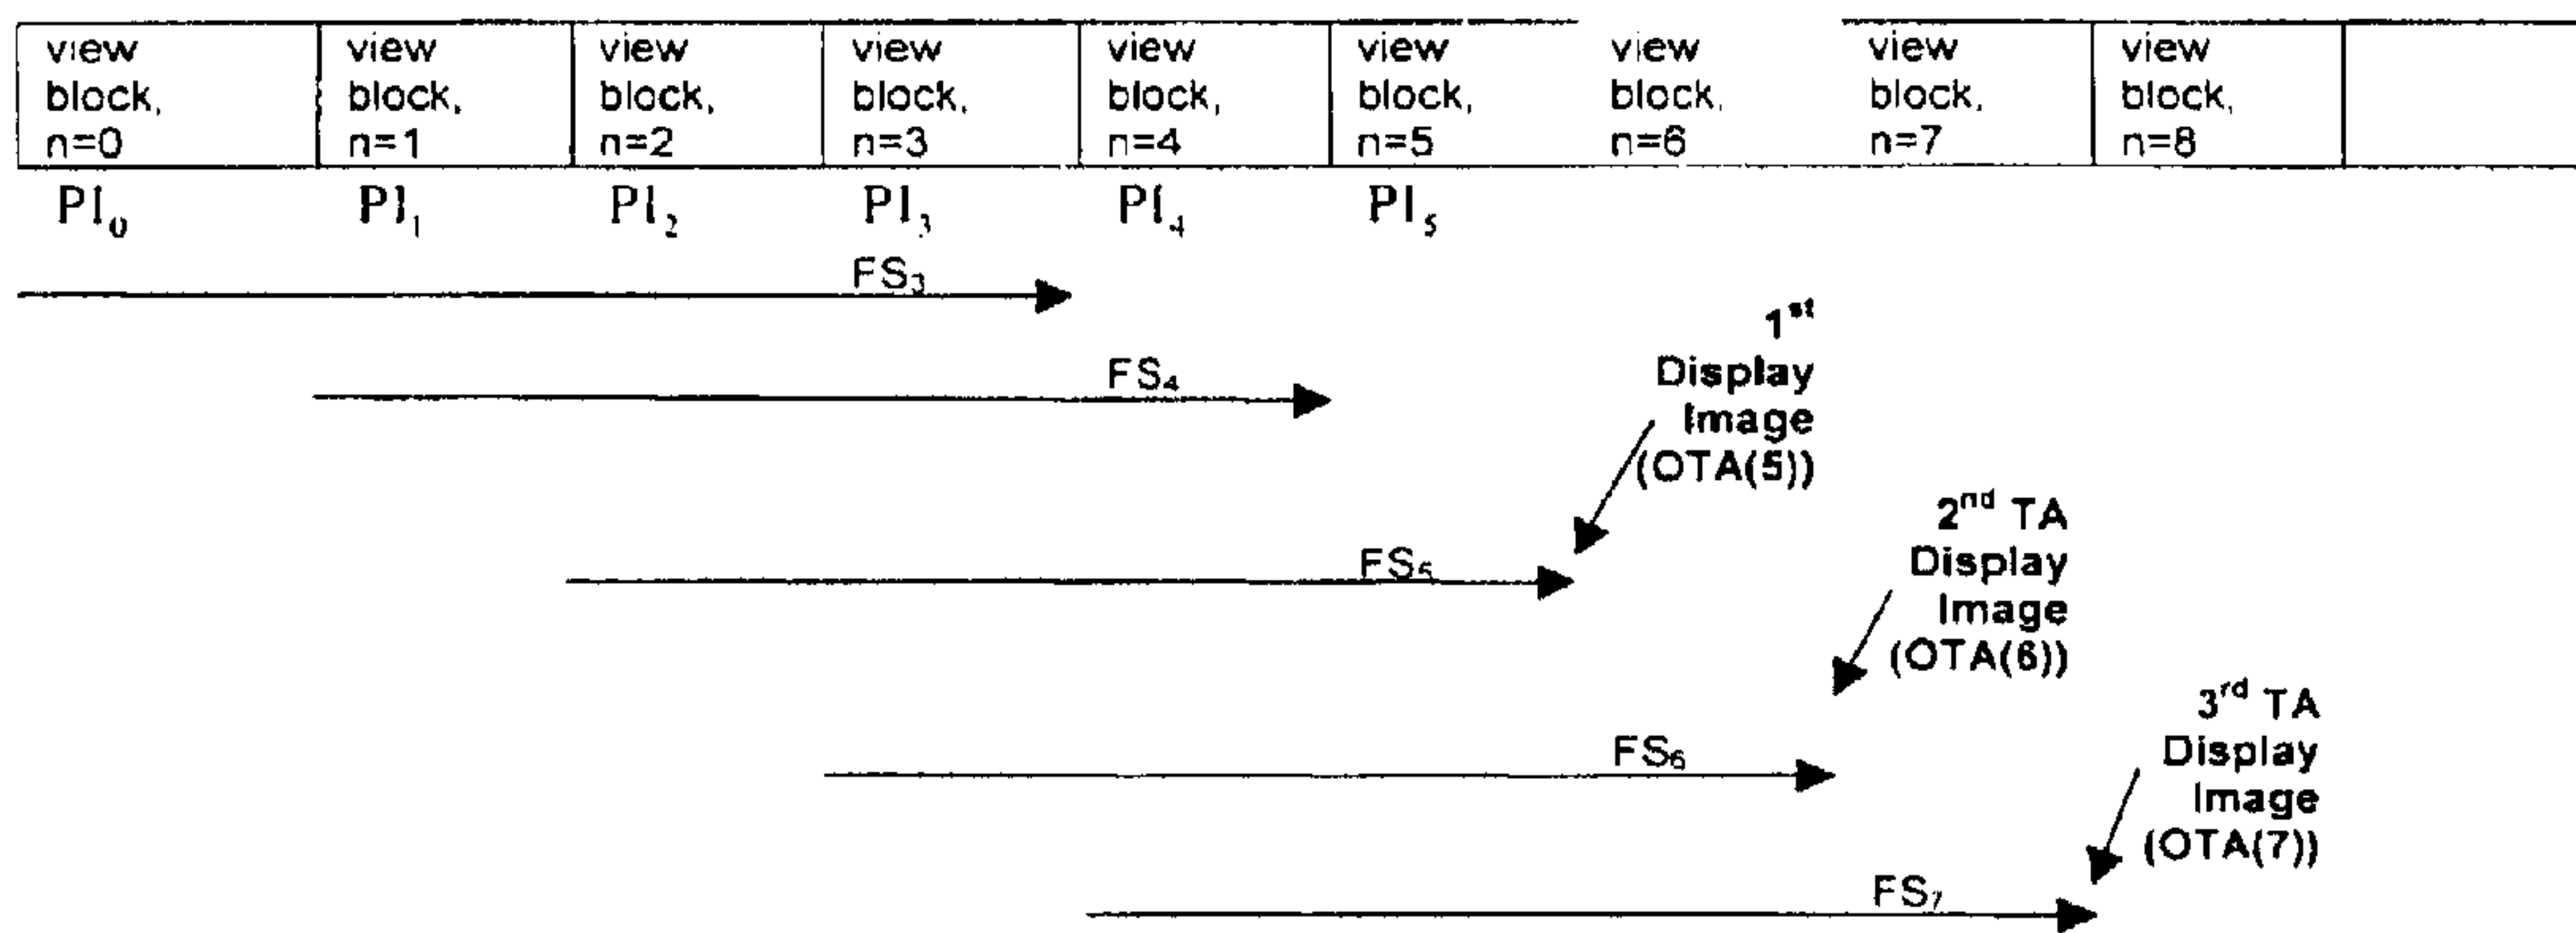 view block, n=0
view block, n=1
view block, n=2
view block, n=3
view block, n=4
view block, n=5
view block, n=6
view block, n=7
view block, n=8
PI₀ PI₁ PI₂ PI₃ PI₄ PI₅
FS₃
1st
Display
Image
(OTA(5))
FS₄
2nd TA
Display
Image
(OTA(6))
FS₅
3rd TA
Display
Image
(OTA(7))
FS₆
FS₇